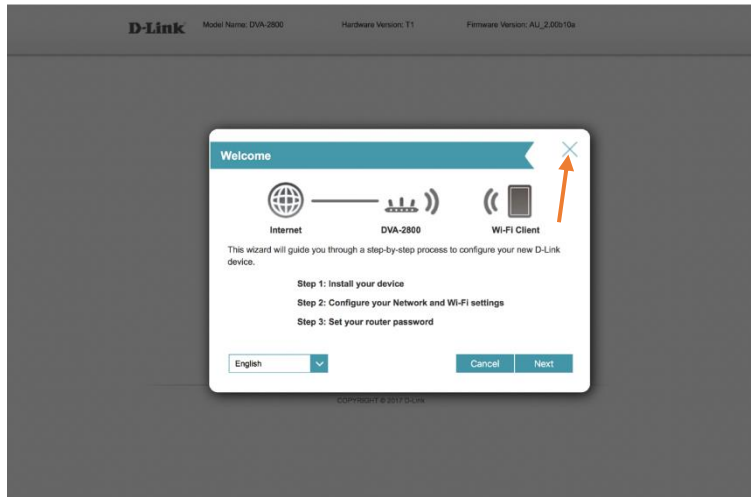 D-Link Model Name: DVA-2800 Hardware Version: T1 Firmware Version: AU_2.00b10a
Welcome
Internet DVA-2800 Wi-Fi Client
This wizard will guide you through a step-by-step process to configure your new D-Link
device.
Step 1: Install your device
Step 2: Configure your Network and Wi-Fi settings
Step 3: Set your router password
English Cancel Next
COPYRIGHT © 2017 D-Link